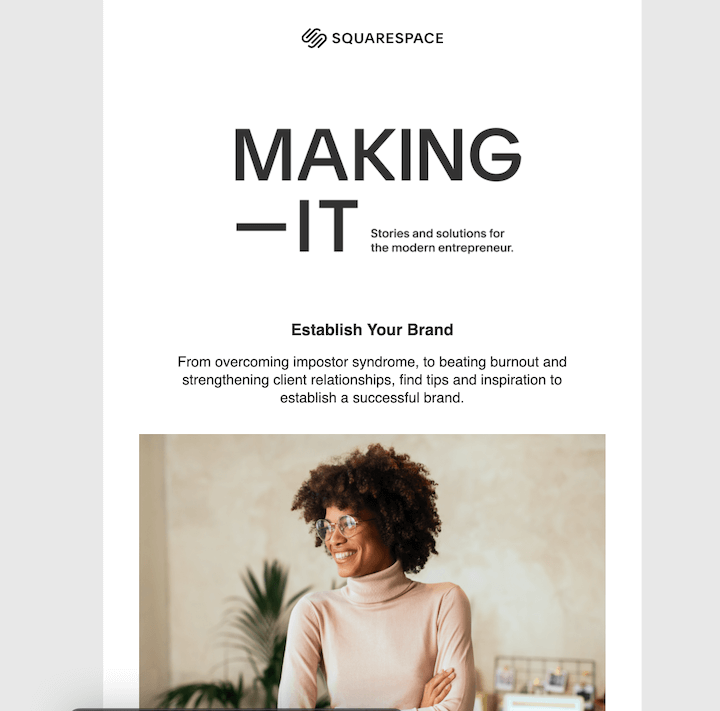 SQUARESPACE
MAKING
—IT
Stories and solutions for
the modern entrepreneur.
Establish Your Brand
From overcoming impostor syndrome, to beating burnout and
strengthening client relationships, find tips and inspiration to
establish a successful brand.